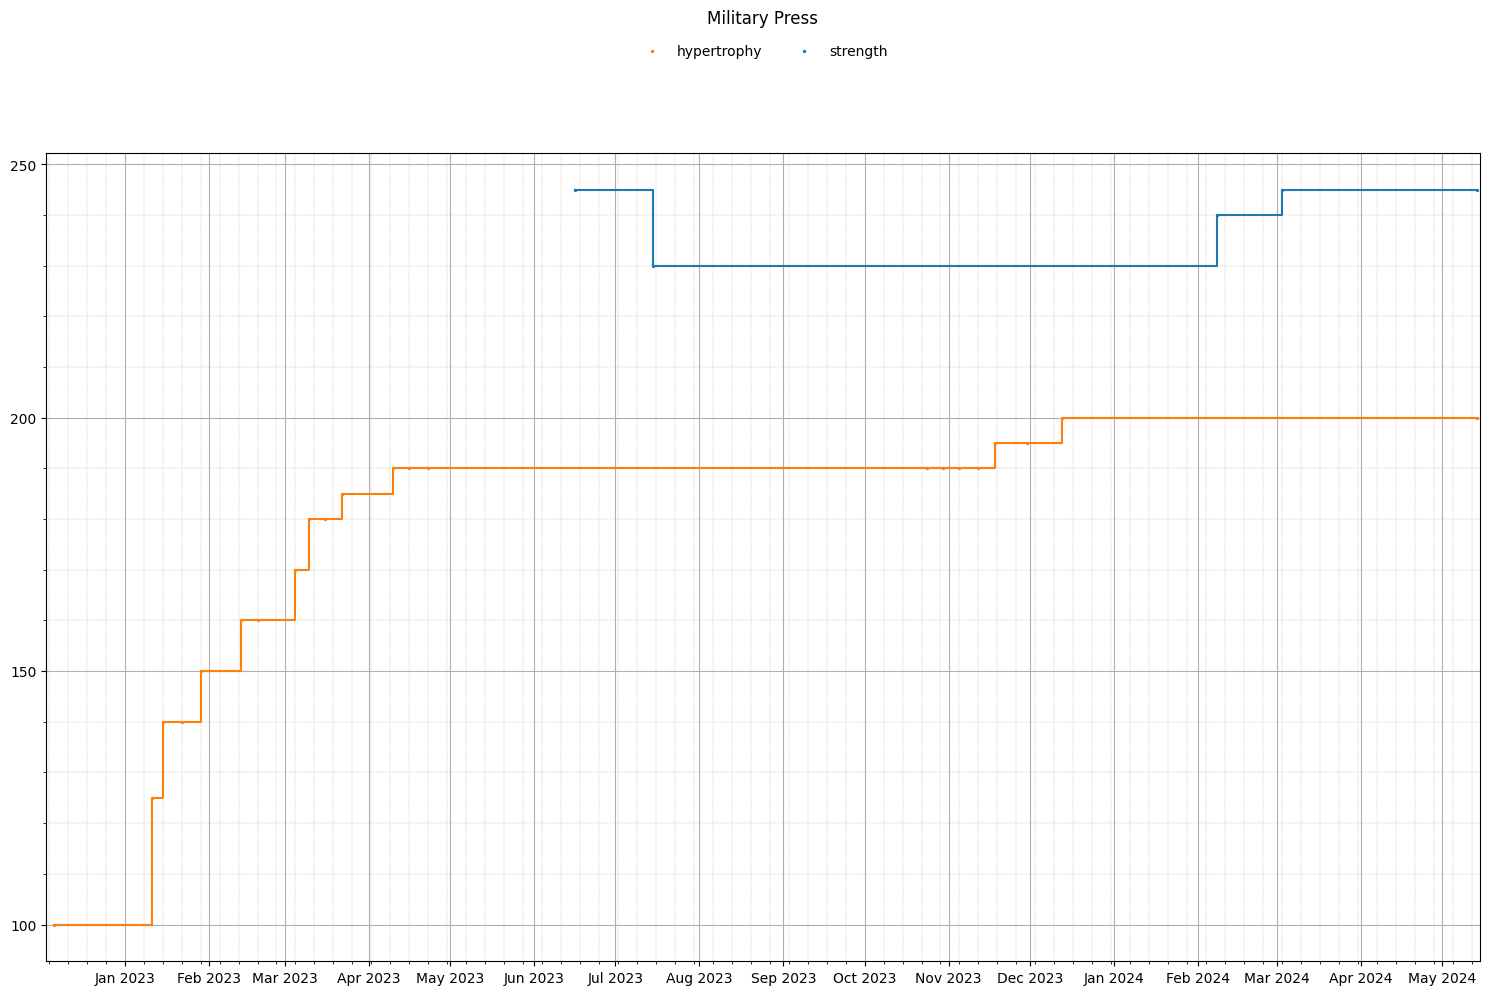 Military Press
hypertrophy strength
250
200
150
100
Jan 2023 Feb 2023 Mar 2023 Apr 2023 May 2023 Jun 2023 Jul 2023 Aug 2023 Sep 2023 Oct 2023 Nov 2023 Dec 2023 Jan 2024 Feb 2024 Mar 2024 Apr 2024 May 2024